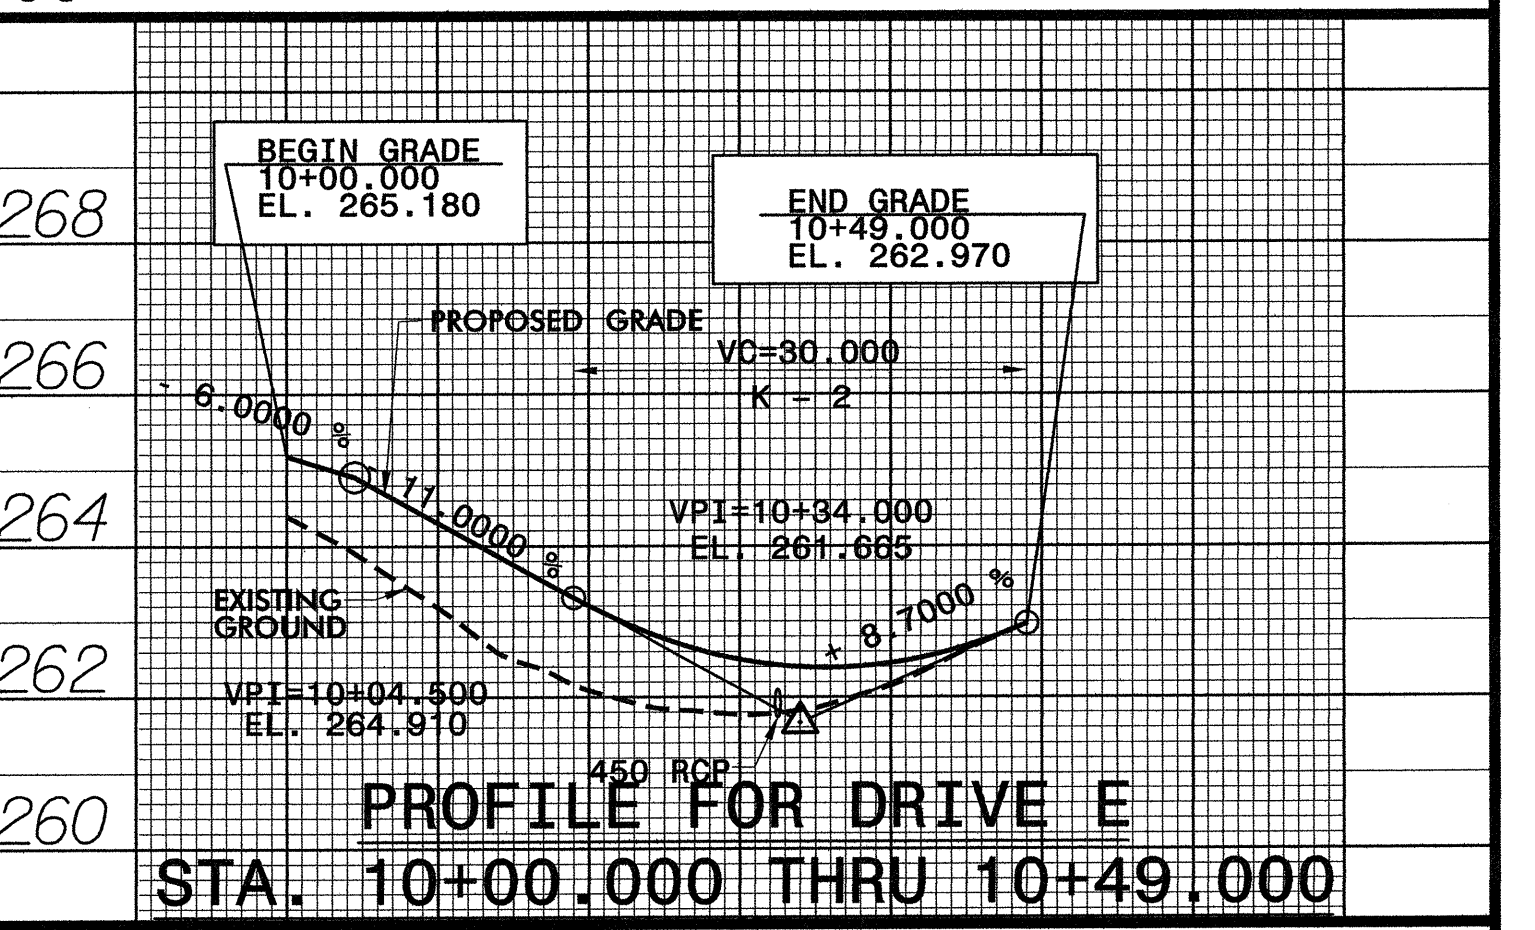 BEGIN GRADE
10+00.000
EL. 265.180
END GRADE
10+49.000
EL. 262.970
268
PROPOSED GRADE
VC=30.000
266
K - 2
- 6.0000 %
- 11.0000 %
VPI=10+34.000
EL. 261.665
264
+ 8.7000 %
EXISTING
GROUND
262
VPI=10+04.500
EL. 264.910
450 RCP
260
PROFILE FOR DRIVE E
STA. 10+00.000 THRU 10+49.000